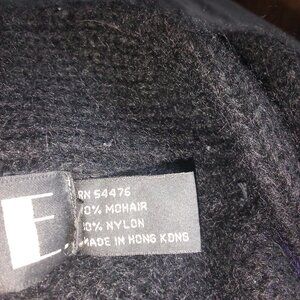 E.
RN 54476
0% MOHAIR
0% NYLON
MADE IN HONG KONG